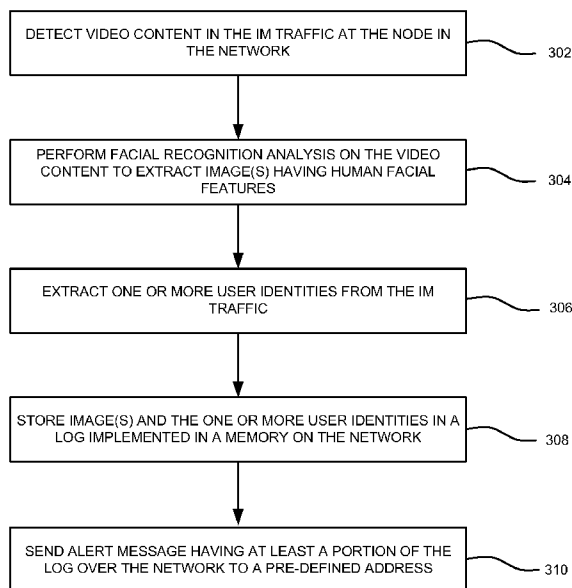 DETECT VIDEO CONTENT IN THE IM TRAFFIC AT THE NODE IN
THE NETWORK
302
PERFORM FACIAL RECOGNITION ANALYSIS ON THE VIDEO
CONTENT TO EXTRACT IMAGE(S) HAVING HUMAN FACIAL
FEATURES
304
EXTRACT ONE OR MORE USER IDENTITIES FROM THE IM
TRAFFIC
306
STORE IMAGE(S) AND THE ONE OR MORE USER IDENTITIES IN A
LOG IMPLEMENTED IN A MEMORY ON THE NETWORK
308
SEND ALERT MESSAGE HAVING AT LEAST A PORTION OF THE
LOG OVER THE NETWORK TO A PRE-DEFINED ADDRESS
310